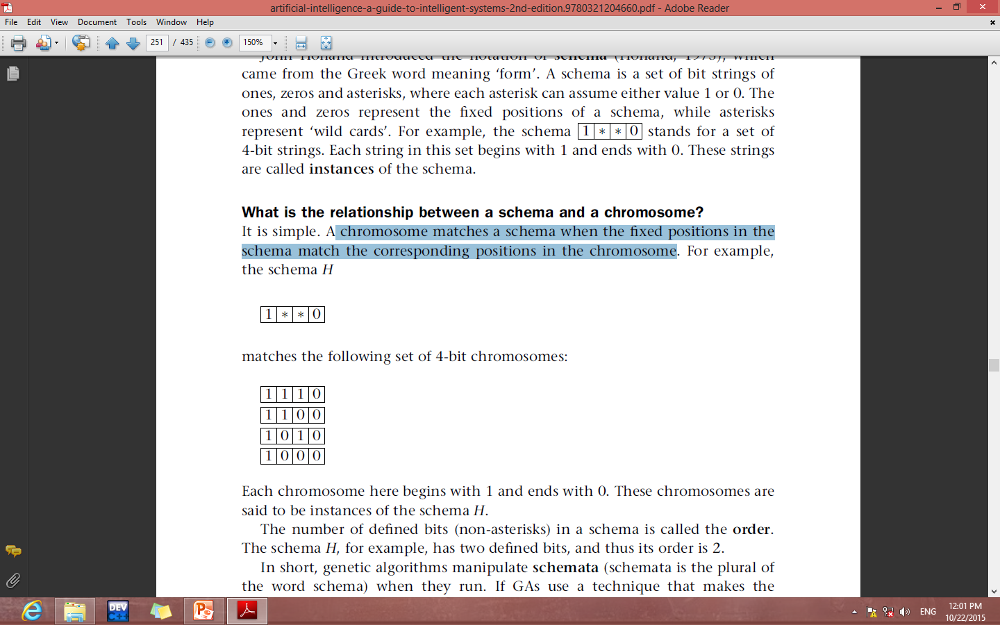 artificial-intelligence-a-guide-to-intelligent-systems-2nd-edition.9780321204660.pdf - Adobe Reader
File Edit View Document Tools Window Help
251 / 435 150%
John Holland introduced the notation of schema (Holland, 1975), which
came from the Greek word meaning ‘form’. A schema is a set of bit strings of
ones, zeros and asterisks, where each asterisk can assume either value 1 or 0. The
ones and zeros represent the fixed positions of a schema, while asterisks
represent ‘wild cards’. For example, the schema 1 * * 0 stands for a set of
4-bit strings. Each string in this set begins with 1 and ends with 0. These strings
are called instances of the schema.
What is the relationship between a schema and a chromosome?
It is simple. A chromosome matches a schema when the fixed positions in the
schema match the corresponding positions in the chromosome. For example,
the schema H
1 * * 0
matches the following set of 4-bit chromosomes:
1 1 1 0
1 1 0 0
1 0 1 0
1 0 0 0
Each chromosome here begins with 1 and ends with 0. These chromosomes are
said to be instances of the schema H.
The number of defined bits (non-asterisks) in a schema is called the order.
The schema H, for example, has two defined bits, and thus its order is 2.
In short, genetic algorithms manipulate schemata (schemata is the plural of
the word schema) when they run. If GAs use a technique that makes the
DEV
C++
ENG
12:01 PM
10/22/2015